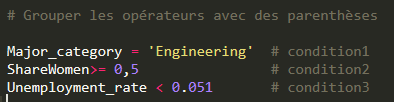 # Grouper les opérateurs avec des parenthèses
Major_category = 'Engineering' # condition1
ShareWomen>= 0,5 # condition2
Unemployment_rate < 0.051 # condition3